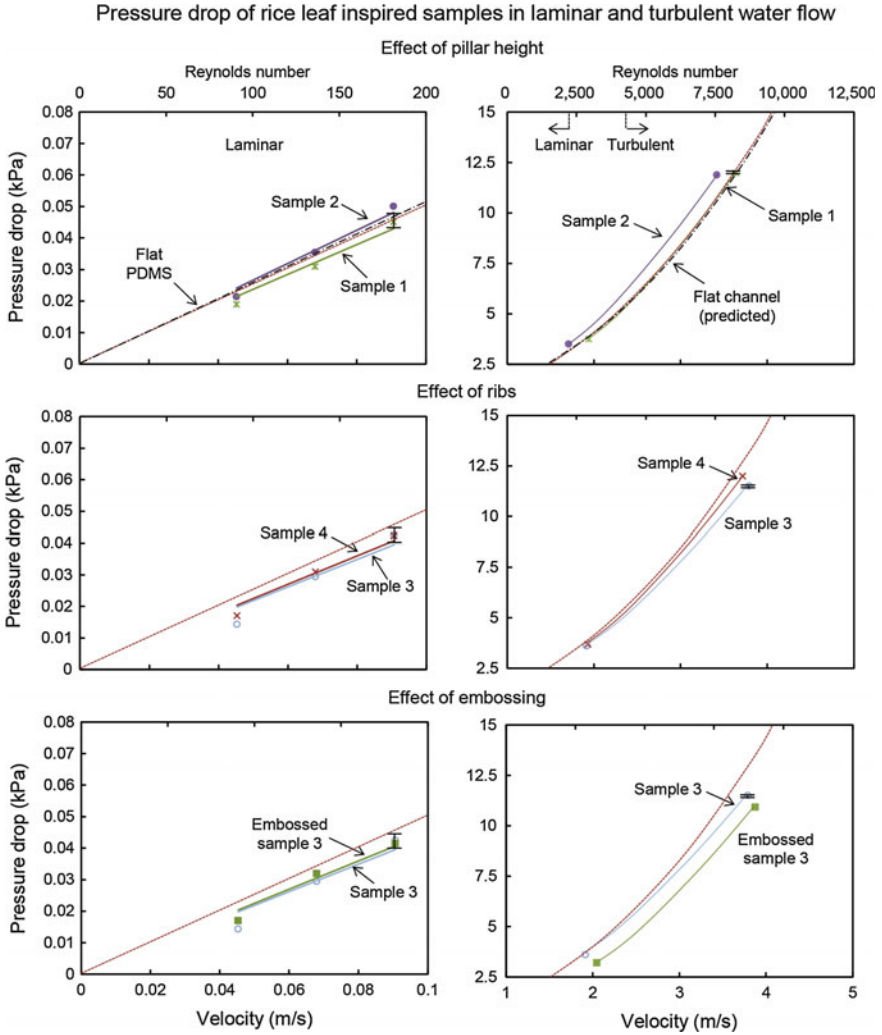 Pressure drop of rice leaf inspired samples in laminar and turbulent water flow
Effect of pillar height
Reynolds number
Reynolds number
0 50 100 150 200
0 2,500 5,000 7,500 10,000 12,500
Pressure drop (kPa)
0.08
0.07
0.06
0.05
0.04
0.03
0.02
0.01
0
Laminar
Sample 2
Flat
PDMS
Sample 1
15
12.5
10
7.5
5
2.5
Laminar
Turbulent
Sample 2
Sample 1
Flat channel
(predicted)
Effect of ribs
Pressure drop (kPa)
0.08
0.07
0.06
0.05
0.04
0.03
0.02
0.01
0
Sample 4
Sample 3
15
12.5
10
7.5
5
2.5
Sample 4
Sample 3
Effect of embossing
Pressure drop (kPa)
0.08
0.07
0.06
0.05
0.04
0.03
0.02
0.01
0
Embossed
sample 3
Sample 3
0 0.02 0.04 0.06 0.08 0.1
Velocity (m/s)
15
12.5
10
7.5
5
2.5
Sample 3
Embossed
sample 3
1 2 3 4 5
Velocity (m/s)